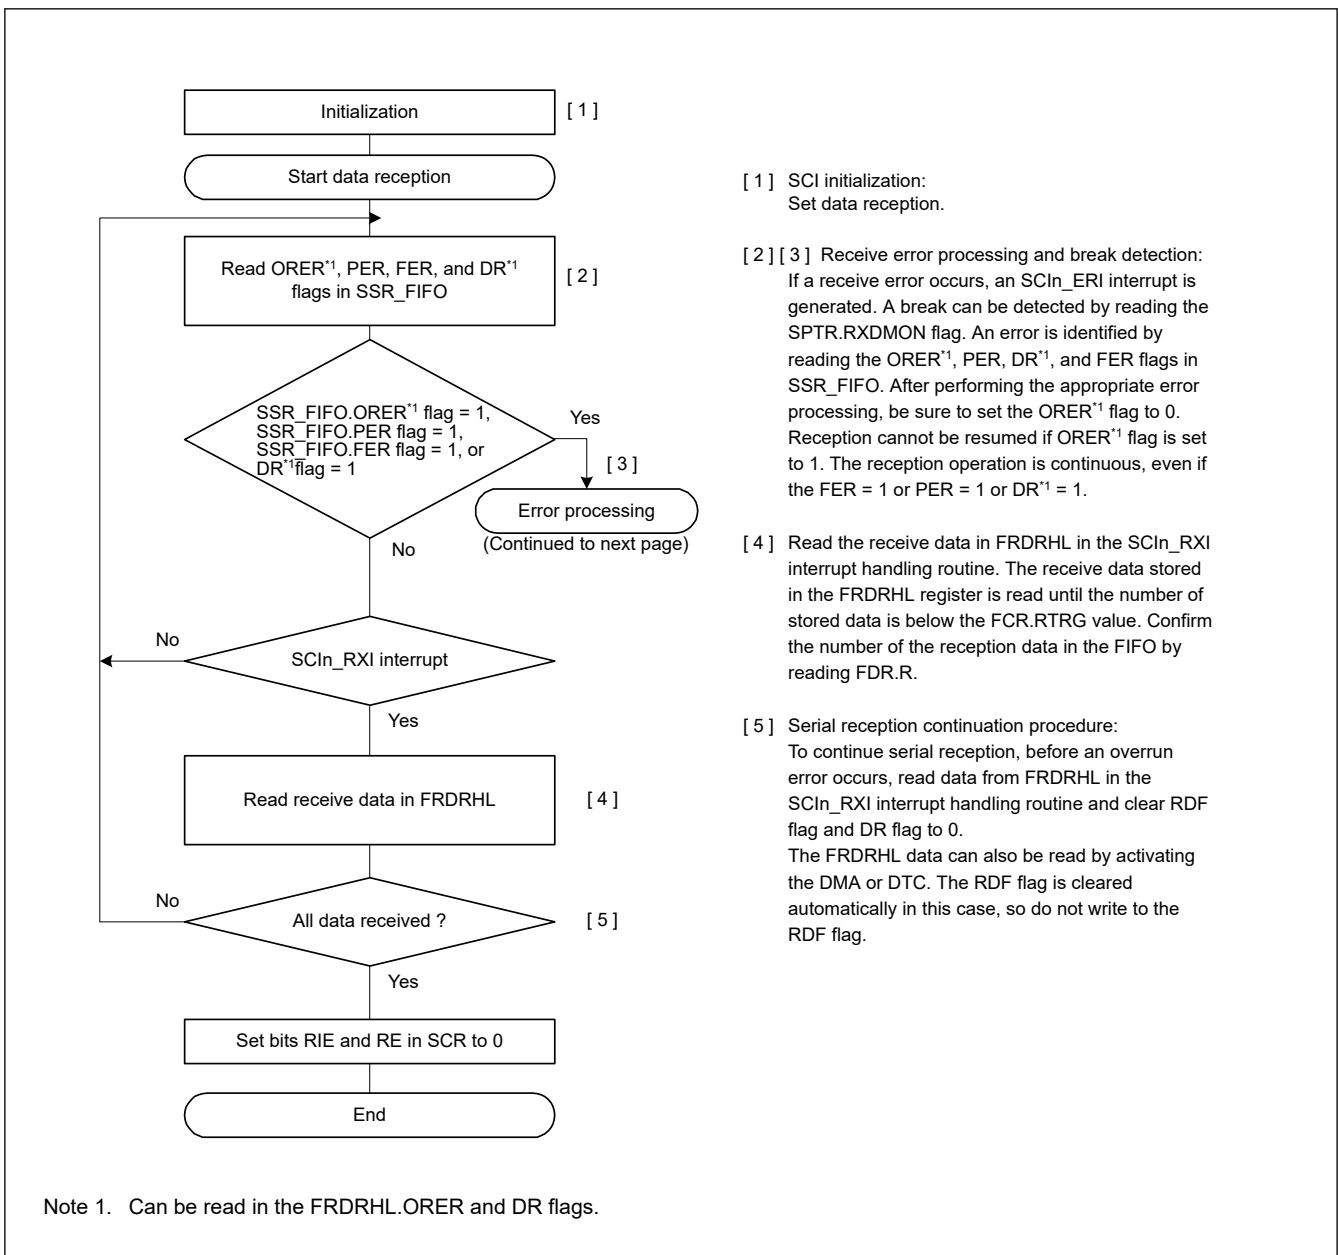 Initialization
[ 1 ]
Start data reception
Read ORER*1, PER, FER, and DR*1
flags in SSR_FIFO
[ 2 ]
SSR_FIFO.ORER*1 flag = 1,
SSR_FIFO.PER flag = 1,
SSR_FIFO.FER flag = 1, or
DR*1flag = 1
Yes
[ 3 ]
Error processing
(Continued to next page)
No
No
SCIn_RXI interrupt
Yes
Read receive data in FRDRHL
[ 4 ]
No
All data received ?
[ 5 ]
Yes
Set bits RIE and RE in SCR to 0
End
[ 1 ] SCI initialization:
Set data reception.
[ 2 ] [ 3 ] Receive error processing and break detection:
If a receive error occurs, an SCIn_ERI interrupt is
generated. A break can be detected by reading the
SPTR.RXDMON flag. An error is identified by
reading the ORER*1, PER, DR*1, and FER flags in
SSR_FIFO. After performing the appropriate error
processing, be sure to set the ORER*1 flag to 0.
Reception cannot be resumed if ORER*1 flag is set
to 1. The reception operation is continuous, even if
the FER = 1 or PER = 1 or DR*1 = 1.
[ 4 ] Read the receive data in FRDRHL in the SCIn_RXI
interrupt handling routine. The receive data stored
in the FRDRHL register is read until the number of
stored data is below the FCR.RTRG value. Confirm
the number of the reception data in the FIFO by
reading FDR.R.
[ 5 ] Serial reception continuation procedure:
To continue serial reception, before an overrun
error occurs, read data from FRDRHL in the
SCIn_RXI interrupt handling routine and clear RDF
flag and DR flag to 0.
The FRDRHL data can also be read by activating
the DMA or DTC. The RDF flag is cleared
automatically in this case, so do not write to the
RDF flag.
Note 1. Can be read in the FRDRHL.ORER and DR flags.